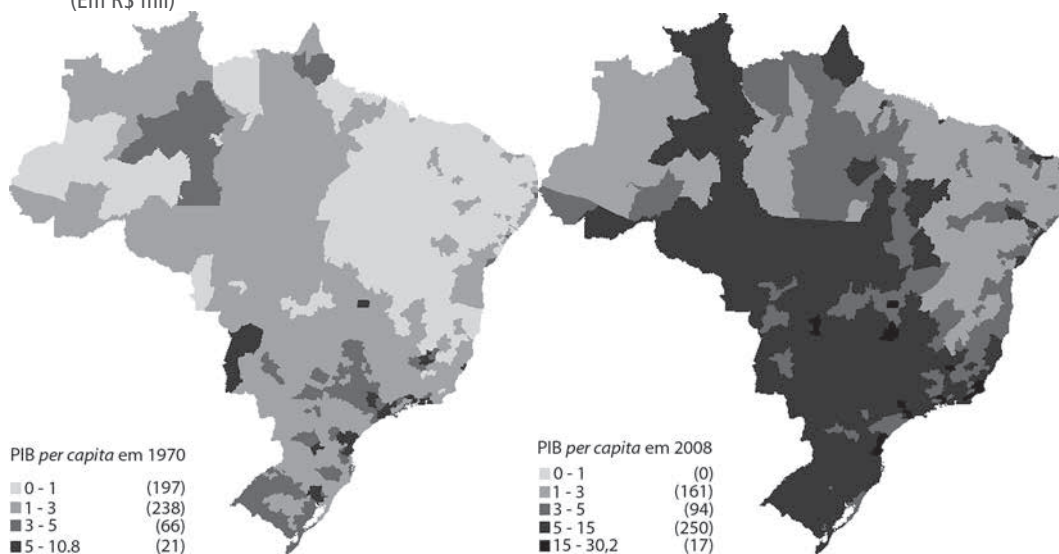 (Em R$ mil)
PIB per capita em 1970
0 - 1 (197)
1 - 3 (238)
3 - 5 (66)
5 - 10.8 (21)
PIB per capita em 2008
0 - 1 (0)
1 - 3 (161)
3 - 5 (94)
5 - 15 (250)
15 - 30,2 (17)